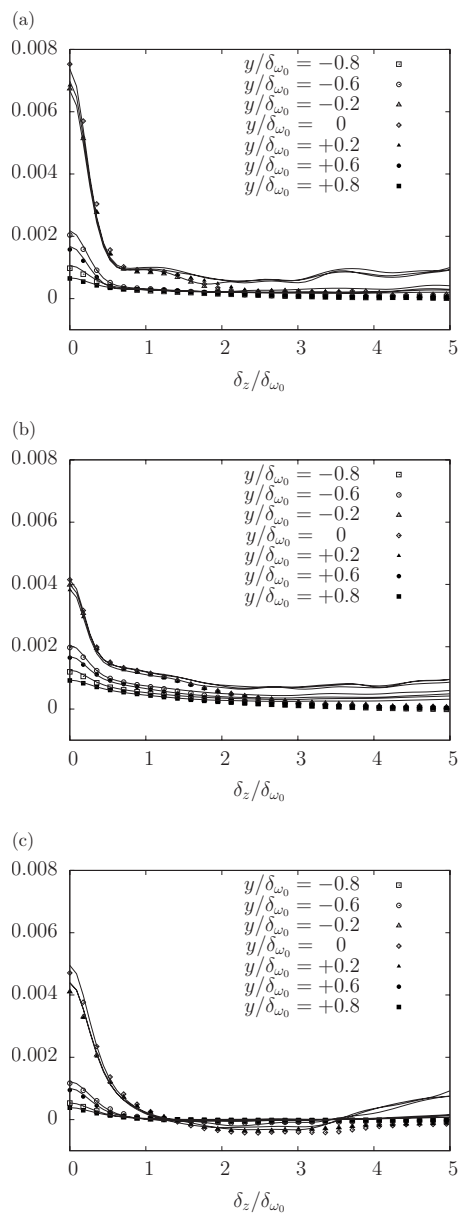 (a)
0.008
0.006
0.004
0.002
0
y/δω0 = −0.8
y/δω0 = −0.6
y/δω0 = −0.2
y/δω0 = 0
y/δω0 = +0.2
y/δω0 = +0.6
y/δω0 = +0.8
0 1 2 3 4 5
δz/δω0
(b)
0.008
0.006
0.004
0.002
0
y/δω0 = −0.8
y/δω0 = −0.6
y/δω0 = −0.2
y/δω0 = 0
y/δω0 = +0.2
y/δω0 = +0.6
y/δω0 = +0.8
0 1 2 3 4 5
δz/δω0
(c)
0.008
0.006
0.004
0.002
0
y/δω0 = −0.8
y/δω0 = −0.6
y/δω0 = −0.2
y/δω0 = 0
y/δω0 = +0.2
y/δω0 = +0.6
y/δω0 = +0.8
0 1 2 3 4 5
δz/δω0